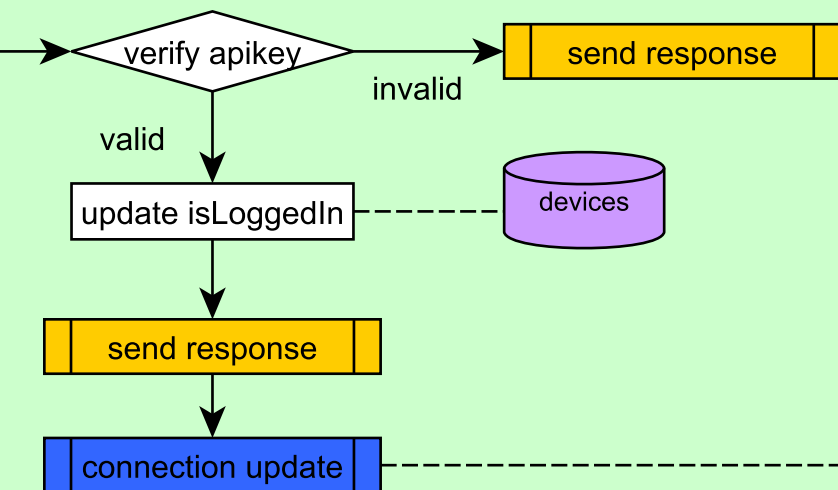 verify apikey
send response
invalid
valid
update isLoggedIn
devices
send response
connection update